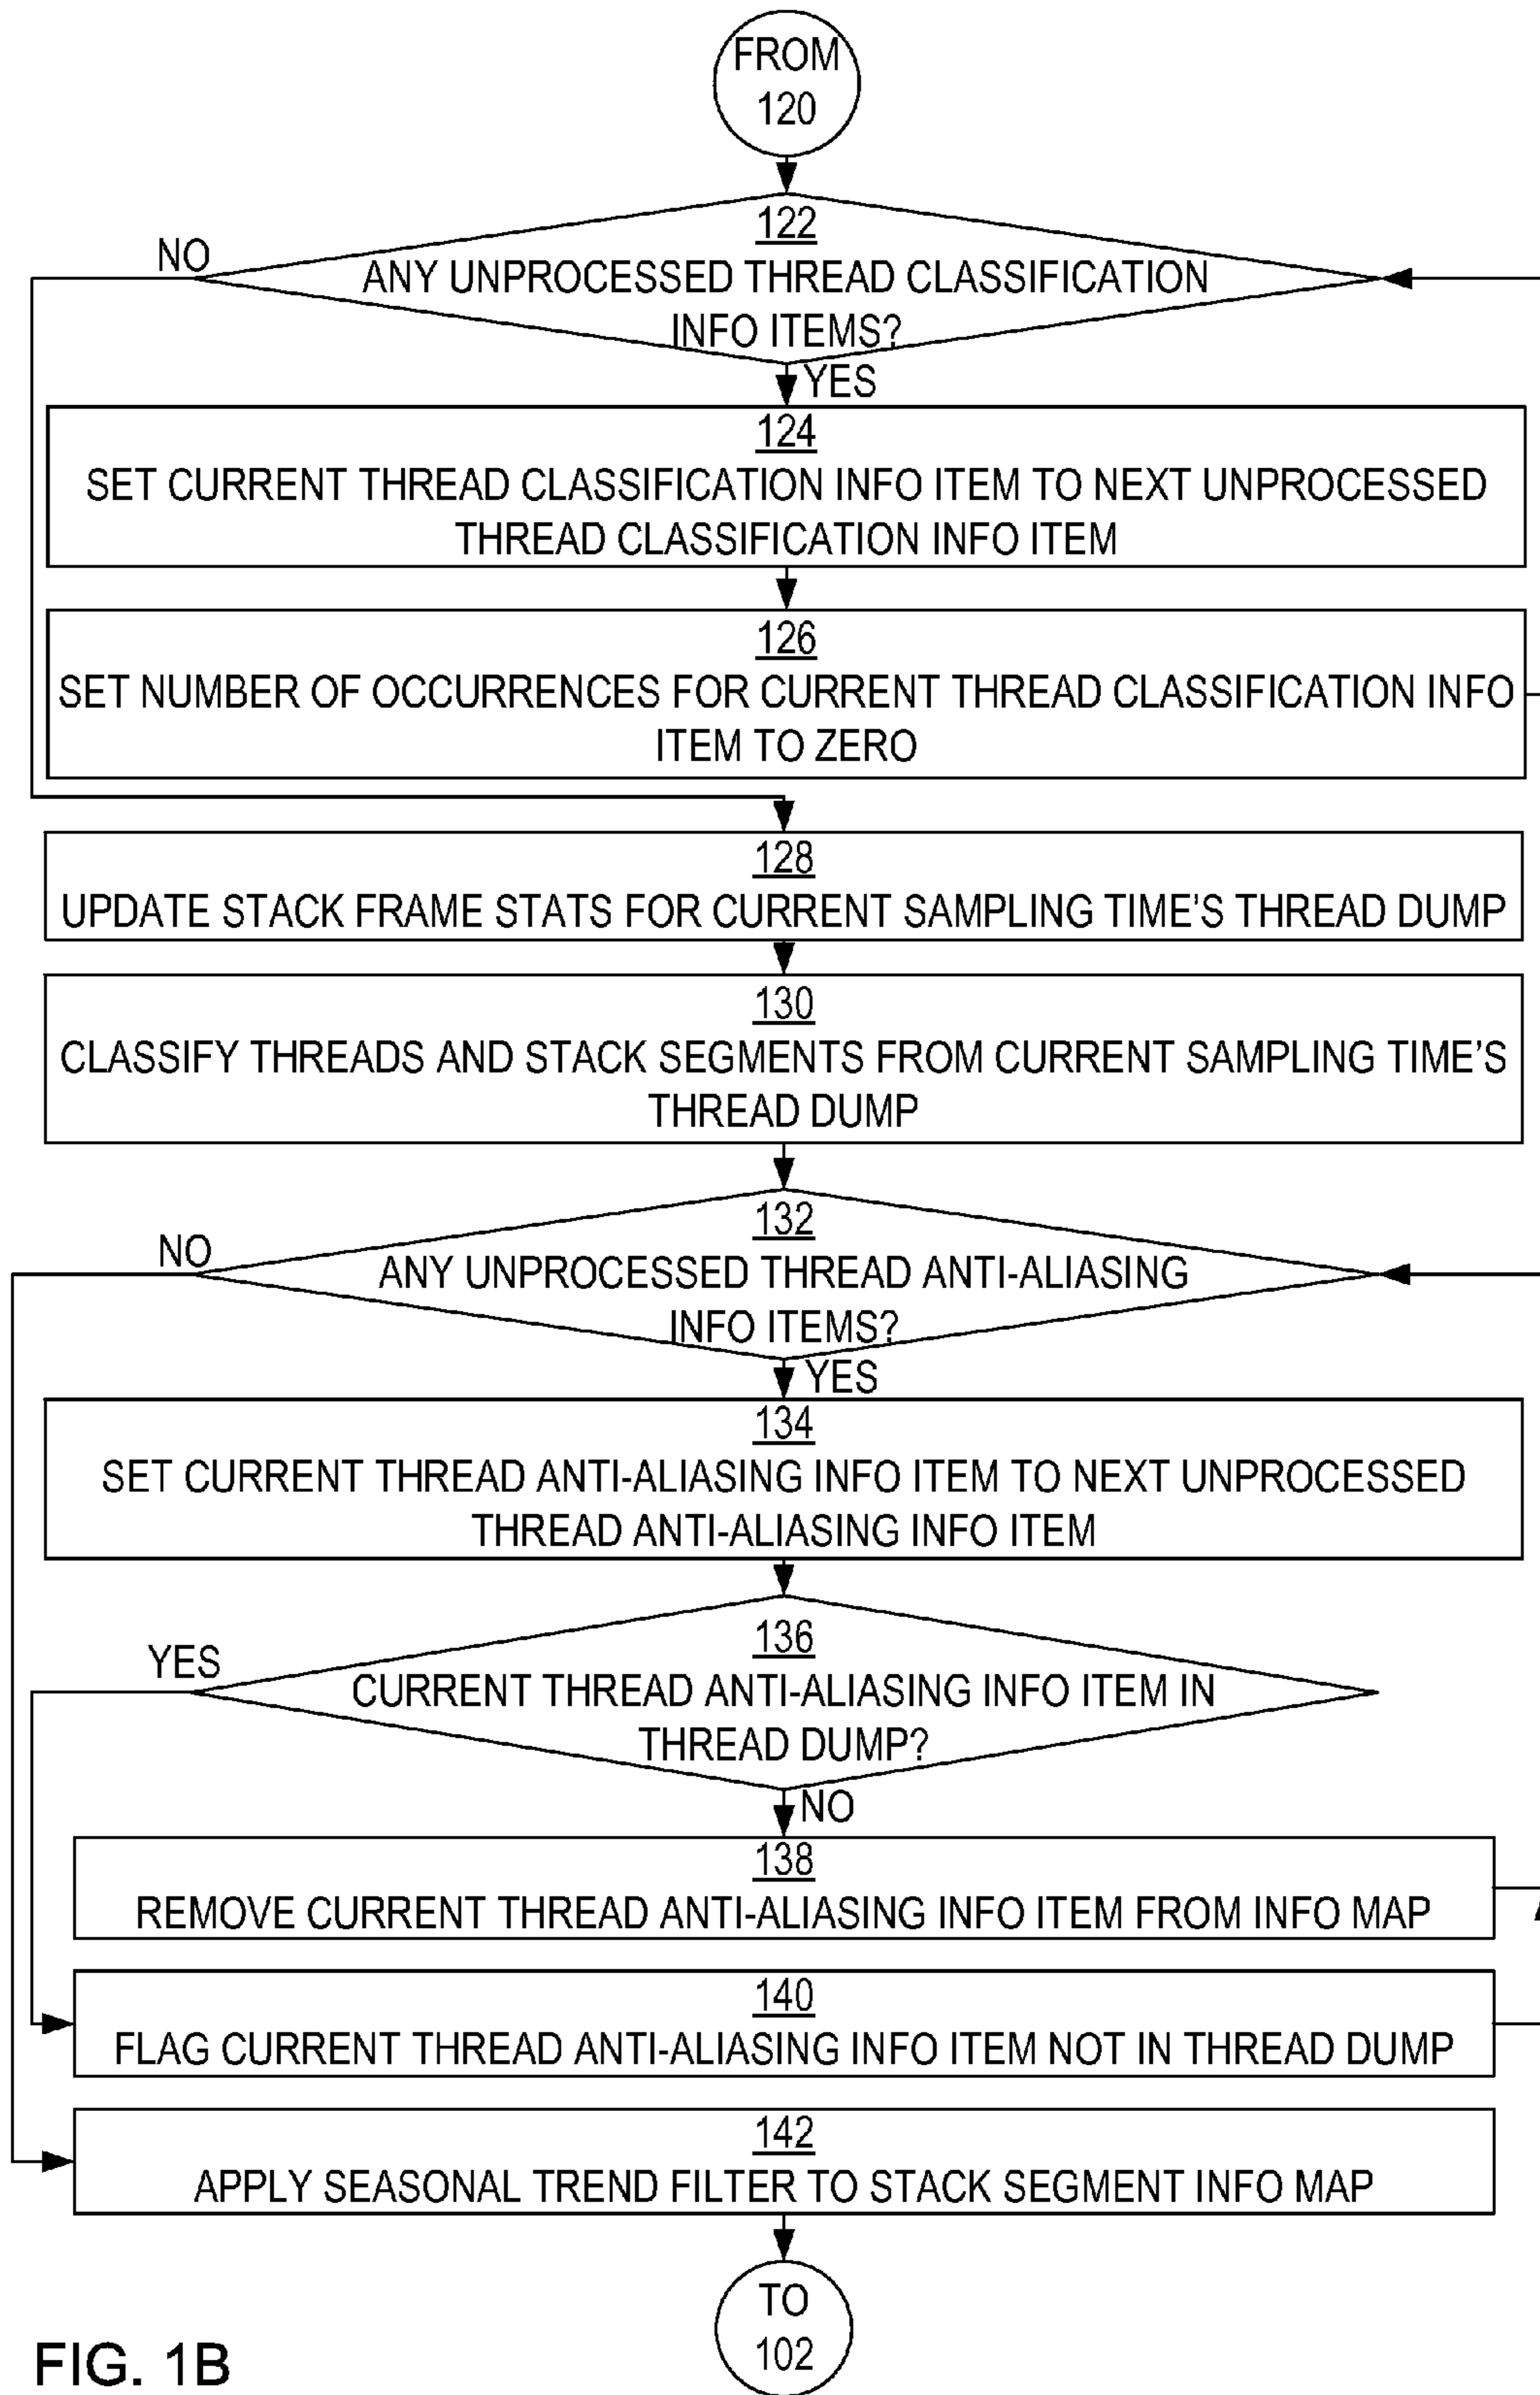 FROM
120
122
NO
ANY UNPROCESSED THREAD CLASSIFICATION
INFO ITEMS?
YES
124
SET CURRENT THREAD CLASSIFICATION INFO ITEM TO NEXT UNPROCESSED
THREAD CLASSIFICATION INFO ITEM
126
SET NUMBER OF OCCURRENCES FOR CURRENT THREAD CLASSIFICATION INFO
ITEM TO ZERO
128
UPDATE STACK FRAME STATS FOR CURRENT SAMPLING TIME'S THREAD DUMP
130
CLASSIFY THREADS AND STACK SEGMENTS FROM CURRENT SAMPLING TIME'S
THREAD DUMP
132
NO
ANY UNPROCESSED THREAD ANTI-ALIASING
INFO ITEMS?
YES
134
SET CURRENT THREAD ANTI-ALIASING INFO ITEM TO NEXT UNPROCESSED
THREAD ANTI-ALIASING INFO ITEM
136
YES
CURRENT THREAD ANTI-ALIASING INFO ITEM IN
THREAD DUMP?
NO
138
REMOVE CURRENT THREAD ANTI-ALIASING INFO ITEM FROM INFO MAP
140
FLAG CURRENT THREAD ANTI-ALIASING INFO ITEM NOT IN THREAD DUMP
142
APPLY SEASONAL TREND FILTER TO STACK SEGMENT INFO MAP
TO
102
FIG. 1B